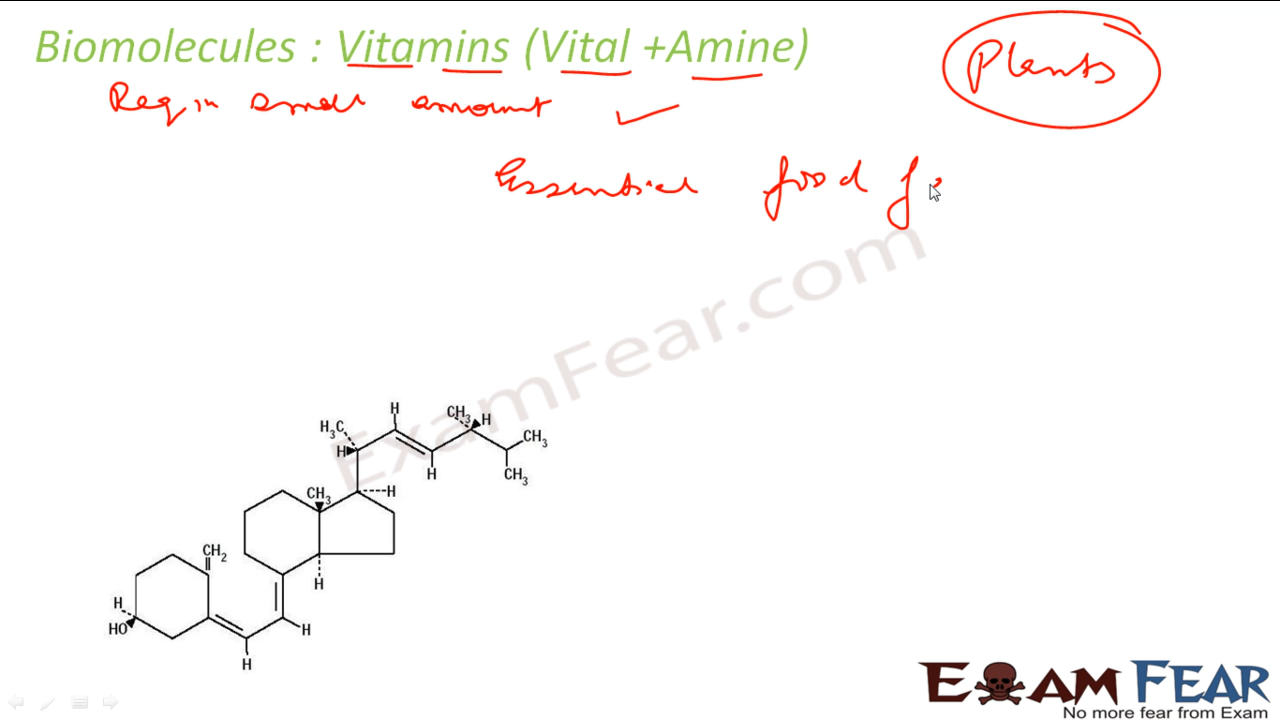 Biomolecules : Vitamins (Vital +Amine)
Plants
Req in small amount
Essential food f
ExamFear.com
H
CH3
H
H3C
H
CH3
H
CH3
CH3
H
CH2
H
H
HO
H
H
EXAM FEAR
No more fear from Exam